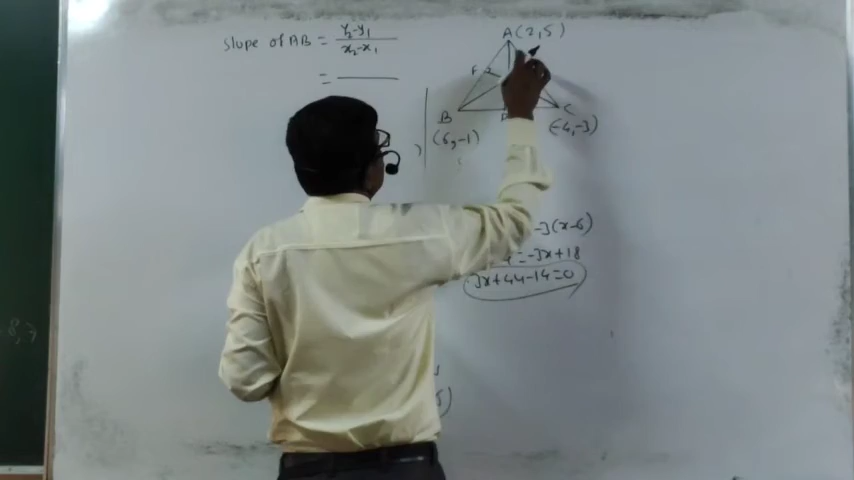 slope of AB = y₂-y₁ / x₂-x₁
= 
A(2,5)
F
B
C
(6,-1)
(-4,-3)
-3(x-6)
=-3x+18
3x+4y-14=0